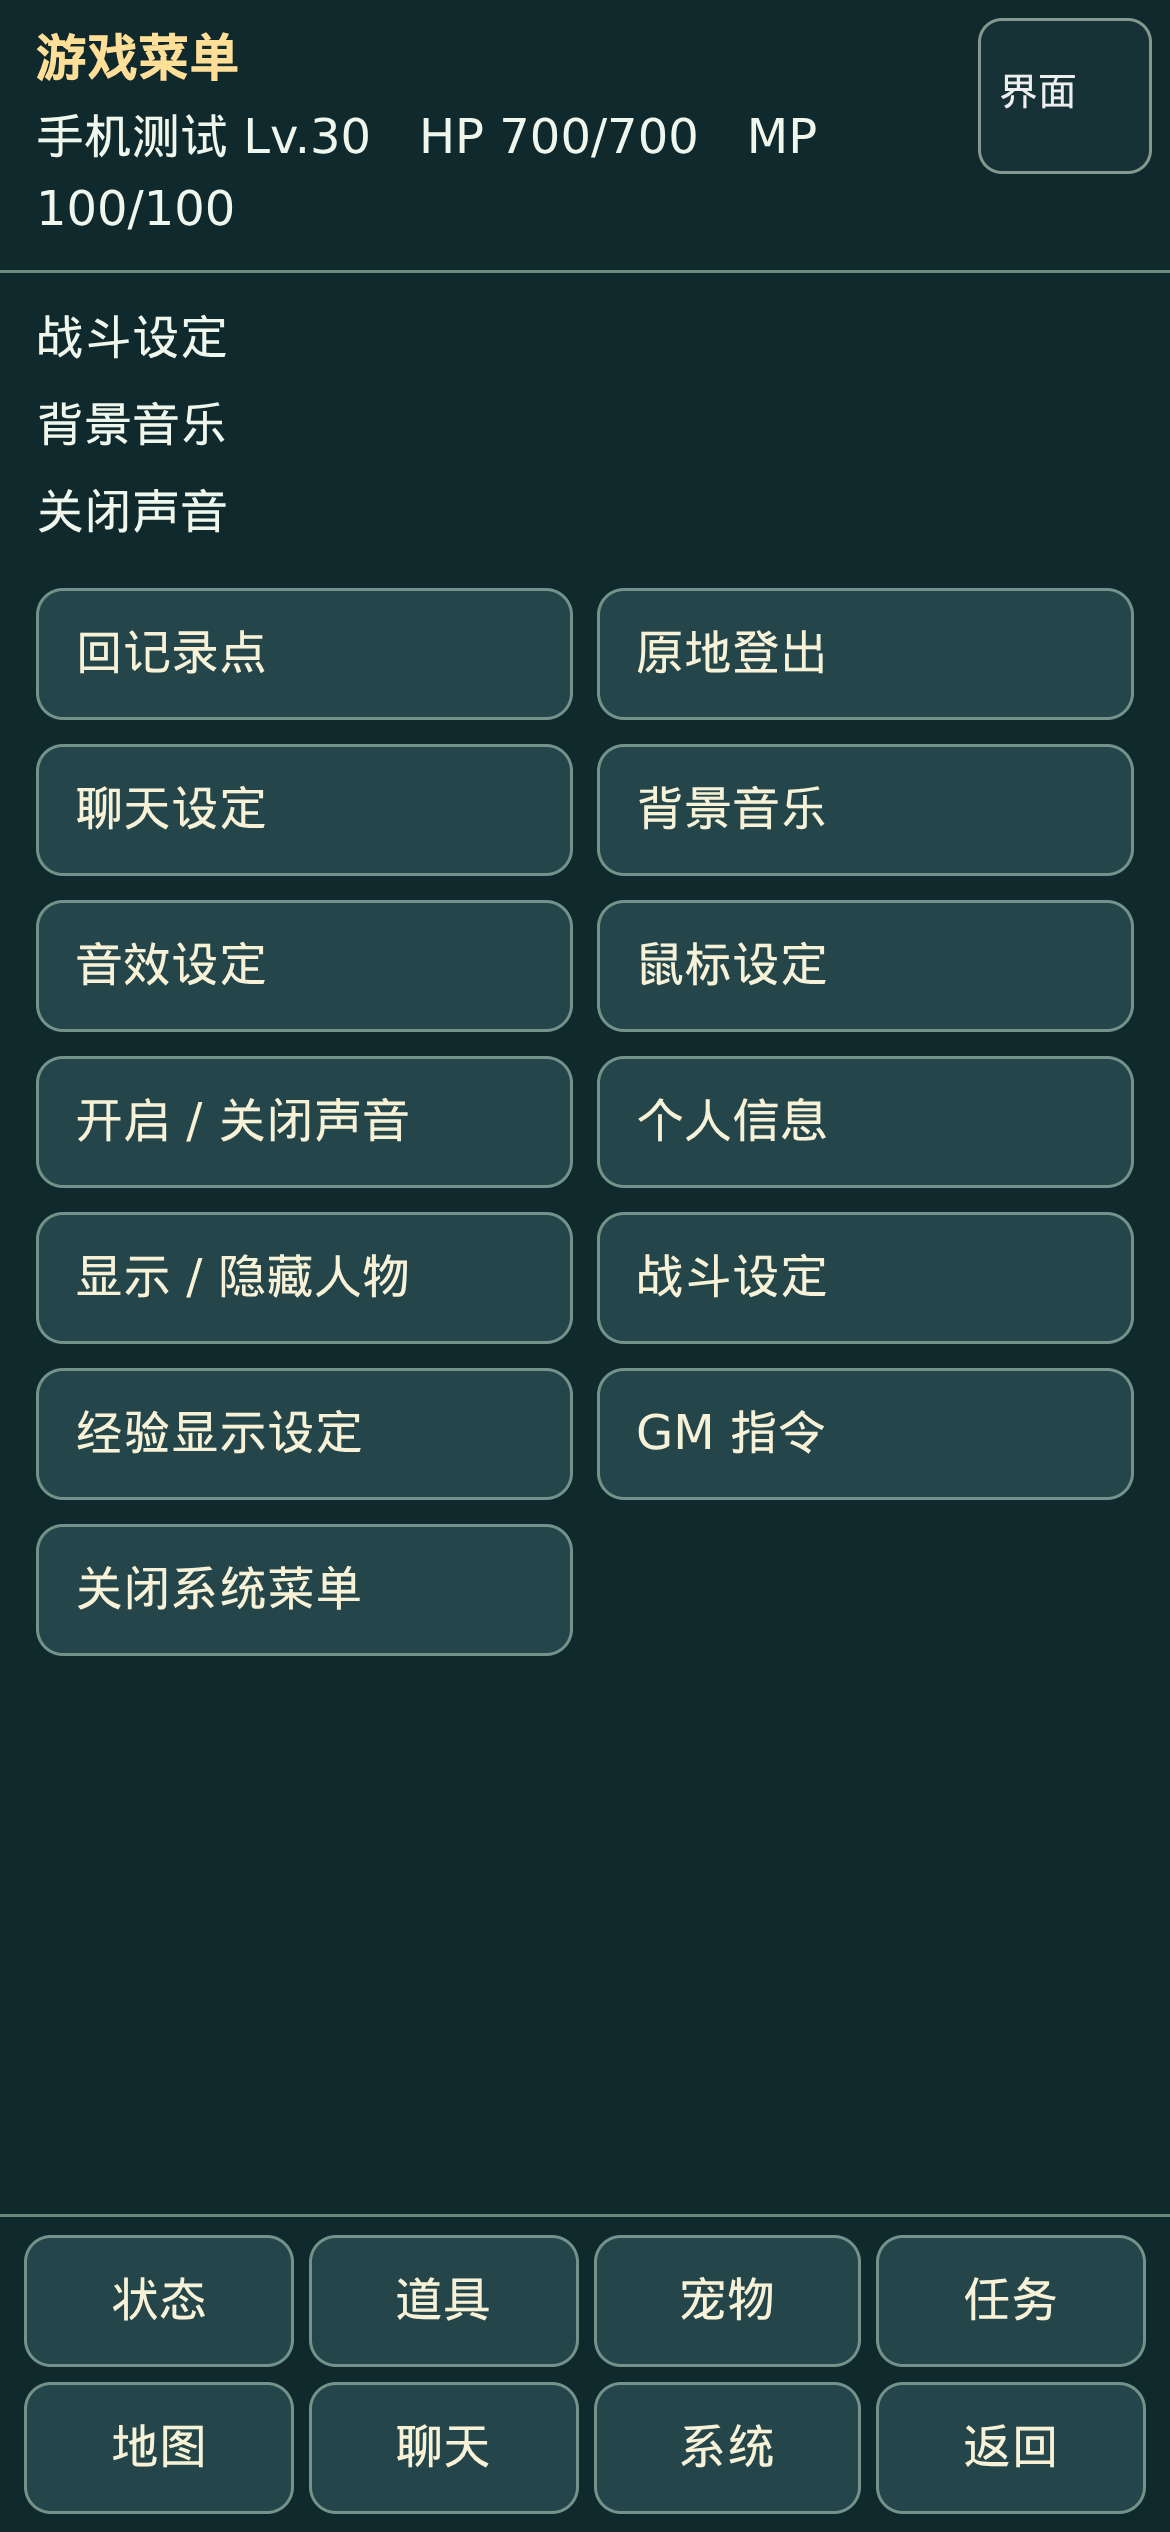 游戏菜单
界面
手机测试 Lv.30 HP 700/700 MP
100/100
战斗设定
背景音乐
关闭声音
回记录点
原地登出
聊天设定
背景音乐
音效设定
鼠标设定
开启 / 关闭声音
个人信息
显示 / 隐藏人物
战斗设定
经验显示设定
GM 指令
关闭系统菜单
状态
道具
宠物
任务
地图
聊天
系统
返回